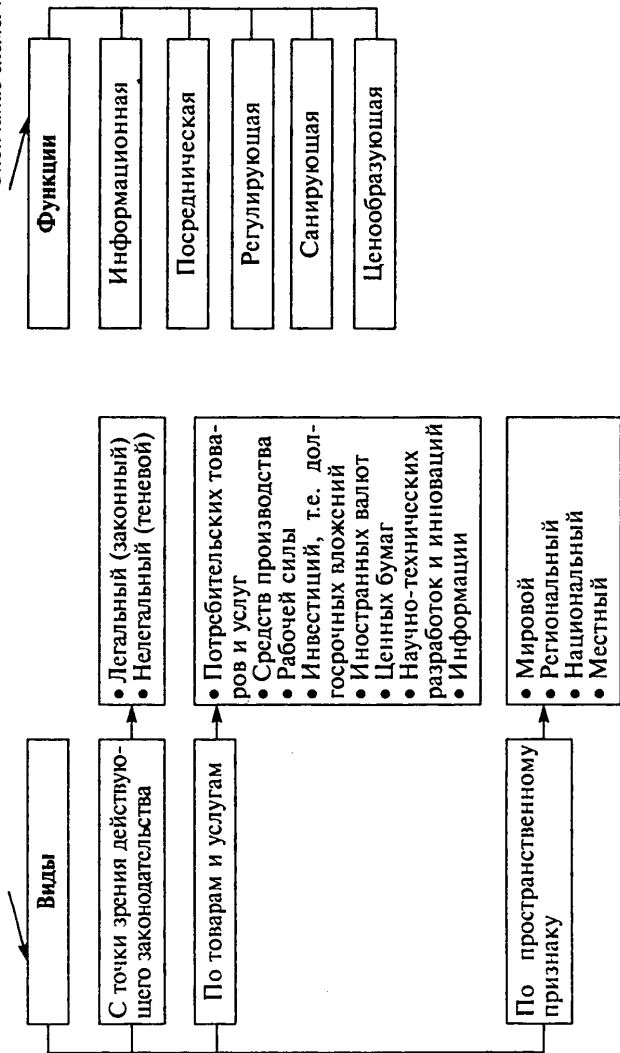 Виды
С точки зрения действую-
щего законодательства
• Легальный (законный)
• Нелегальный (теневой)
По товарам и услугам
• Потребительских това-
ров и услуг
• Средств производства
• Рабочей силы
• Инвестиций, т.е. дол-
госрочных вложений
• Иностранных валют
• Ценных бумаг
• Научно-технических
разработок и инноваций
• Информации
По пространственному
признаку
• Мировой
• Региональный
• Национальный
• Местный
Функции
Информационная
Посредническая
Регулирующая
Санирующая
Ценообразующая